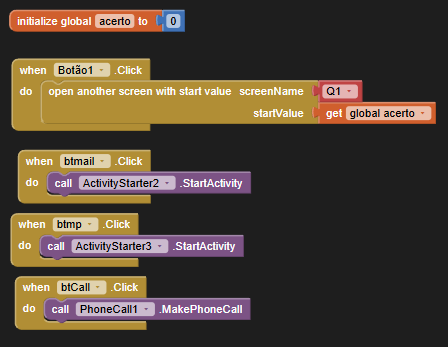 initialize global acerto to 0
when Botão1 .Click
do open another screen with start value screenName Q1
startValue get global acerto
when btmail .Click
do call ActivityStarter2 .StartActivity
when btmp .Click
do call ActivityStarter3 .StartActivity
when btCall .Click
do call PhoneCall1 .MakePhoneCall